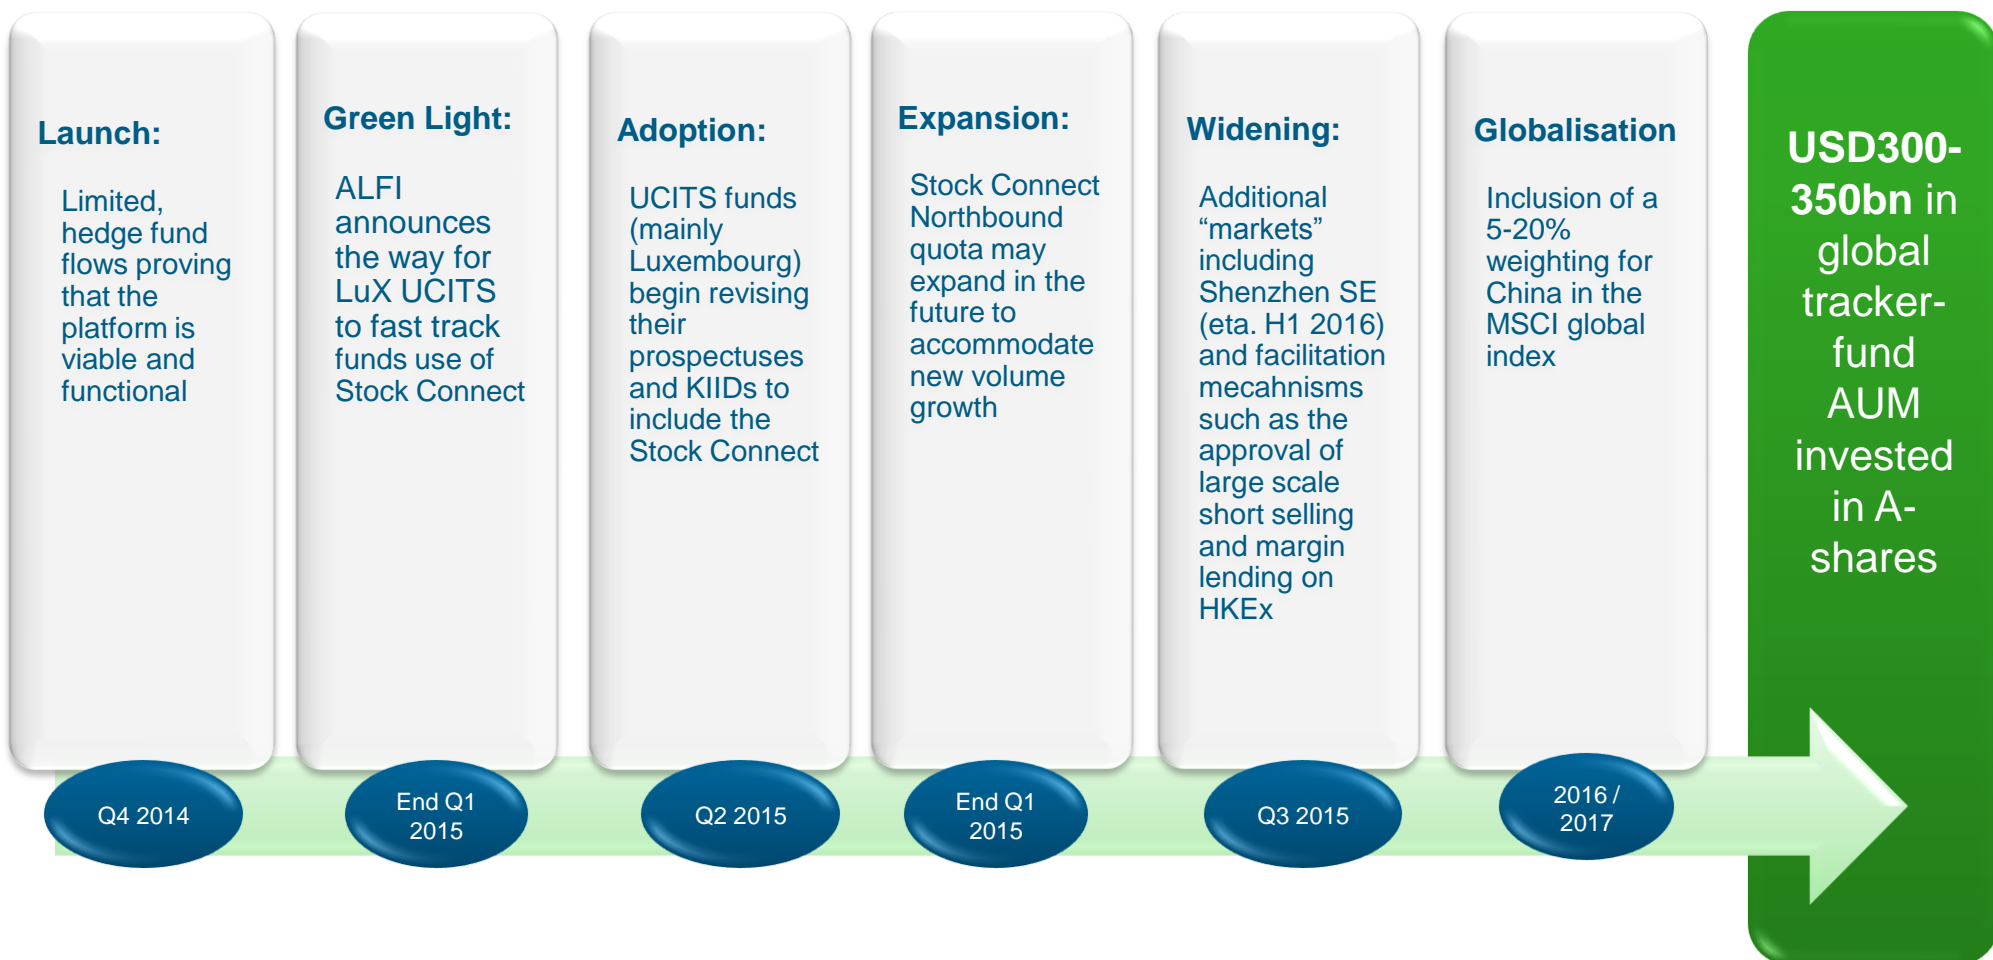 Launch:
Limited,
hedge fund
flows proving
that the
platform is
viable and
functional
Green Light:
ALFI
announces
the way for
LuX UCITS
to fast track
funds use of
Stock Connect
Adoption:
UCITS funds
(mainly
Luxembourg)
begin revising
their
prospectuses
and KIIDs to
include the
Stock Connect
Expansion:
Stock Connect
Northbound
quota may
expand in the
future to
accommodate
new volume
growth
Widening:
Additional
“markets”
including
Shenzhen SE
(eta. H1 2016)
and facilitation
mecahnisms
such as the
approval of
large scale
short selling
and margin
lending on
HKEx
Globalisation
Inclusion of a
5-20%
weighting for
China in the
MSCI global
index
USD300-
350bn in
global
tracker-
fund
AUM
invested
in A-
shares
Q4 2014
End Q1
2015
Q2 2015
End Q1
2015
Q3 2015
2016 /
2017